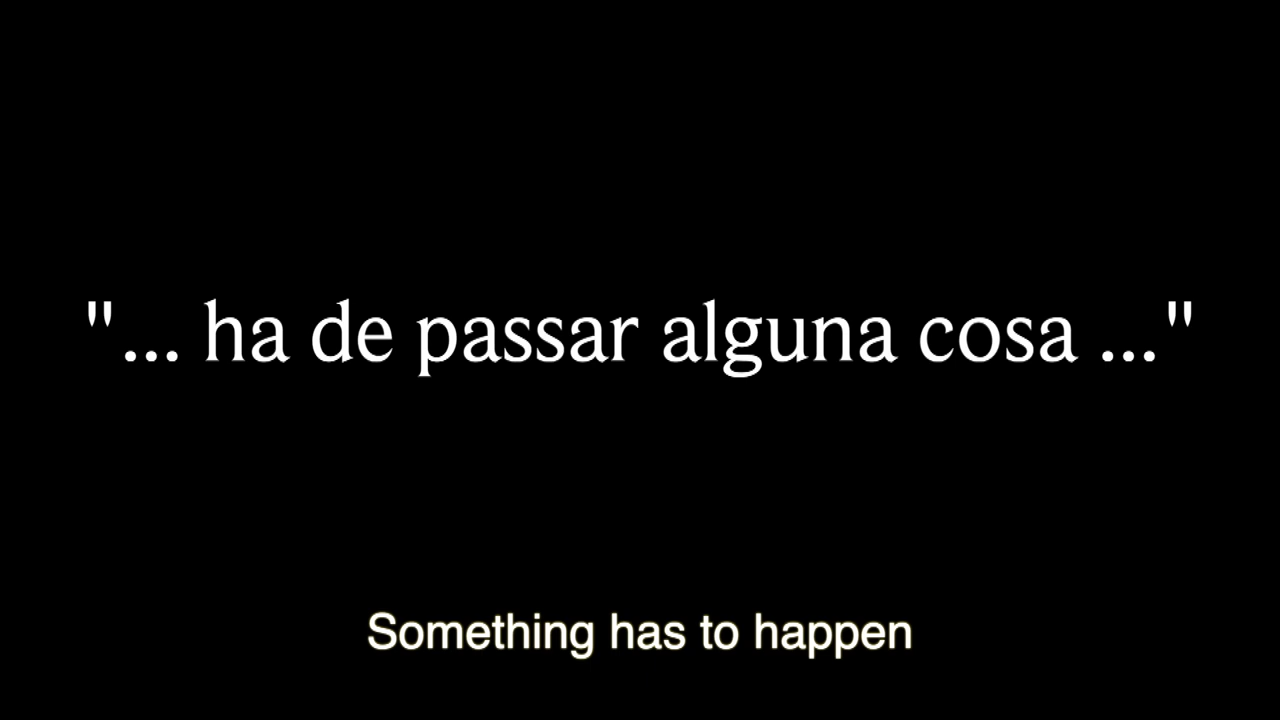 "... ha de passar alguna cosa ..."
Something has to happen